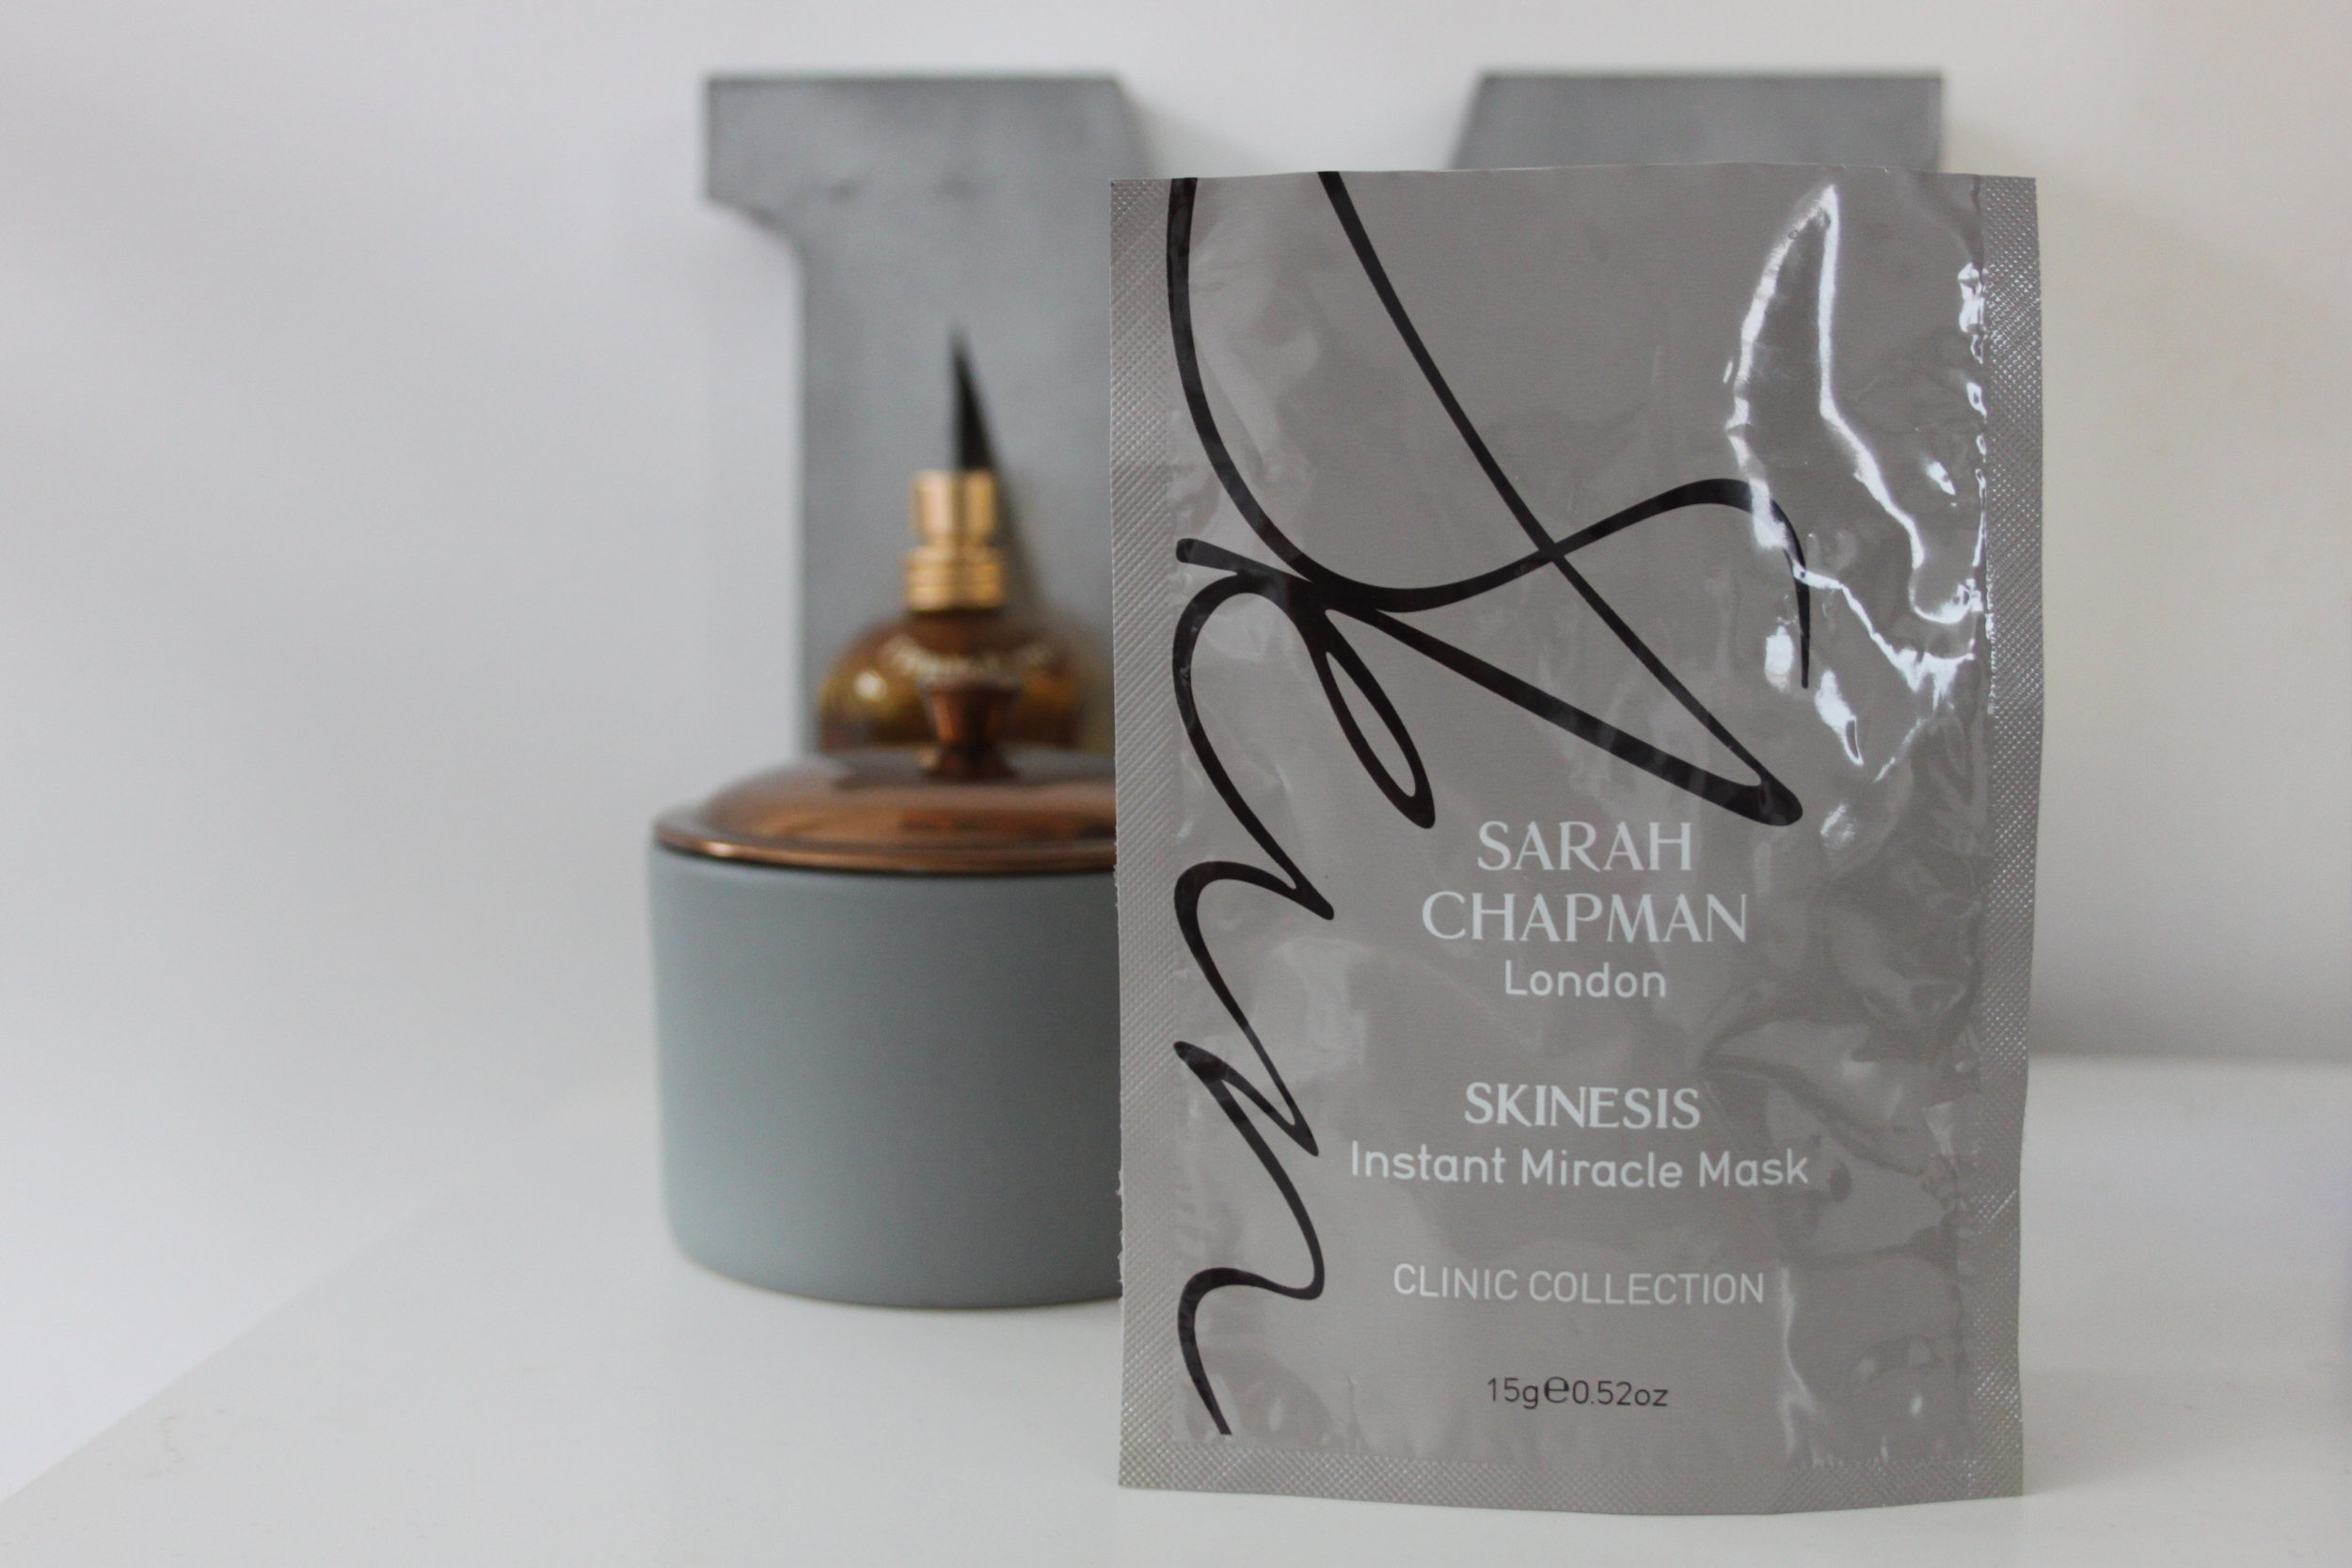 SARAH
CHAPMAN
London
SKINESIS
Instant Miracle Mask
CLINIC COLLECTION
15g℮0.52oz